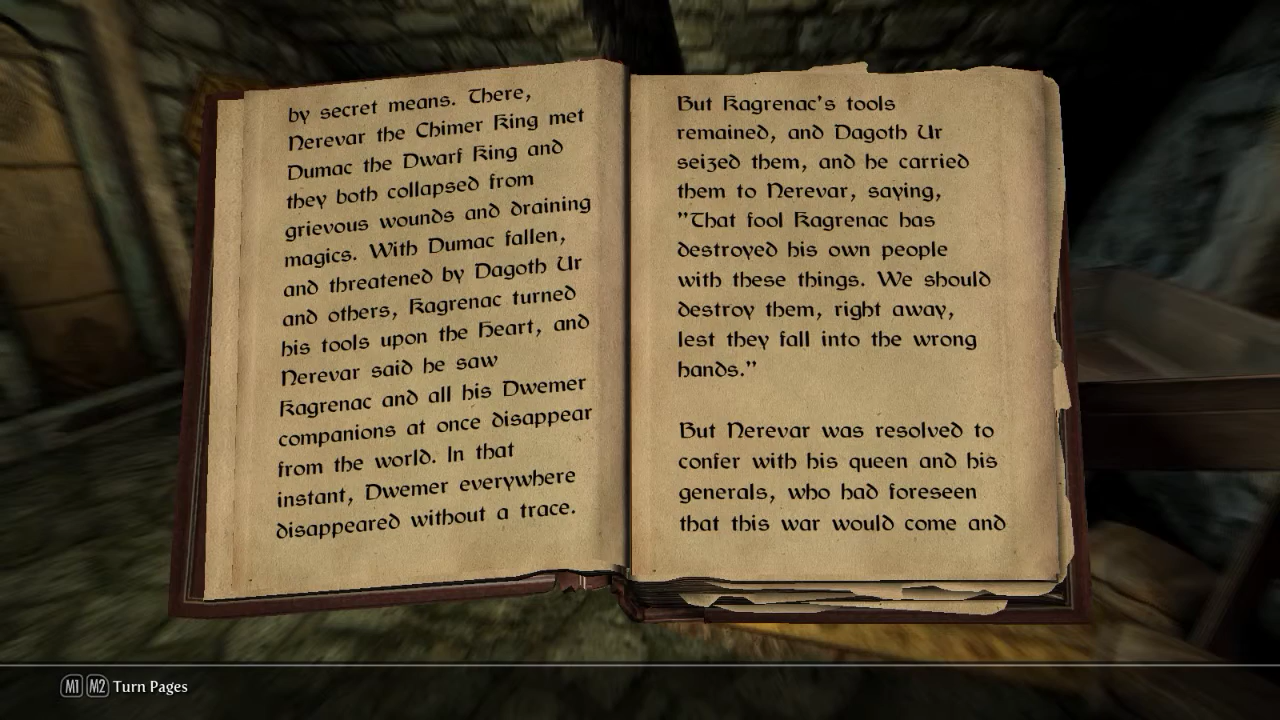 by secret means. There,
Nerevar the Chimer King met
Dumac the Dwarf King and
they both collapsed from
grievous wounds and draining
magics. With Dumac fallen,
and threatened by Dagoth Ur
and others, Kagrenac turned
his tools upon the Heart, and
Nerevar said he saw
Kagrenac and all his Dwemer
companions at once disappear
from the world. In that
instant, Dwemer everywhere
disappeared without a trace.
But Kagrenac's tools
remained, and Dagoth Ur
seized them, and he carried
them to Nerevar, saying,
"That fool Kagrenac has
destroyed his own people
with these things. We should
destroy them, right away,
lest they fall into the wrong
hands."
But Nerevar was resolved to
confer with his queen and his
generals, who had foreseen
that this war would come and
M1 M2 Turn Pages